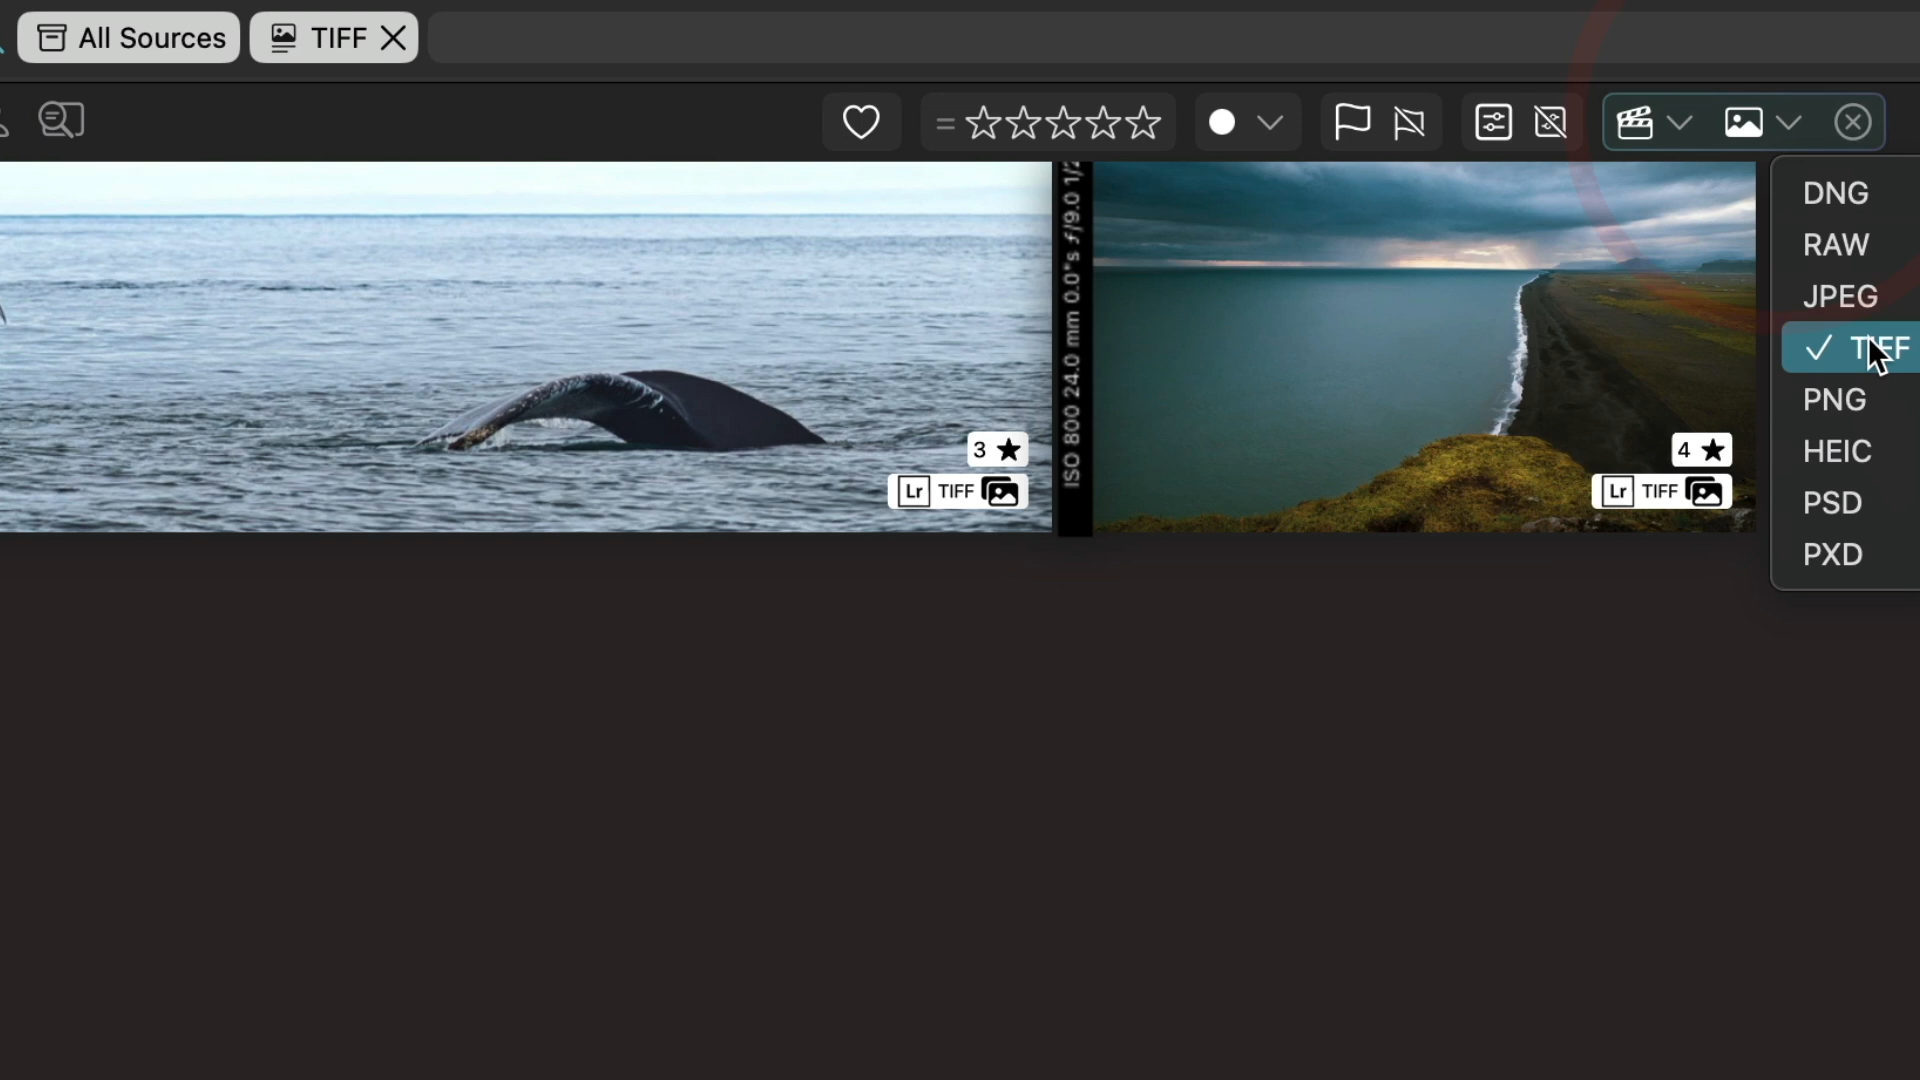 All Sources
TIFF
=
ISO 800 24.0 mm 0.0"s ƒ/9.0
3 ★
Lr TIFF
4 ★
Lr TIFF
DNG
RAW
JPEG
✓ TIFF
PNG
HEIC
PSD
PXD